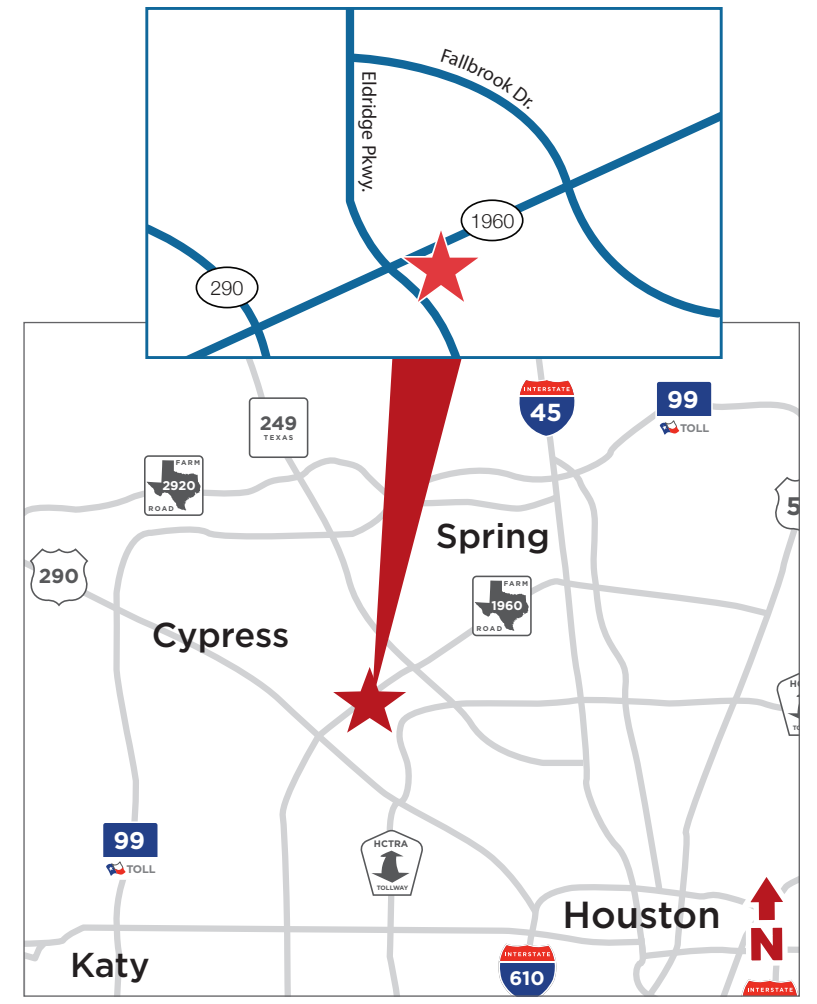 Fallbrook Dr.
Eldridge Pkwy.
1960
290
INTERSTATE
45
99
TOLL
249
TEXAS
FARM
2920
ROAD
5
Spring
290
FARM
1960
ROAD
Cypress
99
TOLL
HCTRA
TOLLWAY
Houston
N
Katy
INTERSTATE
610
INTERSTATE